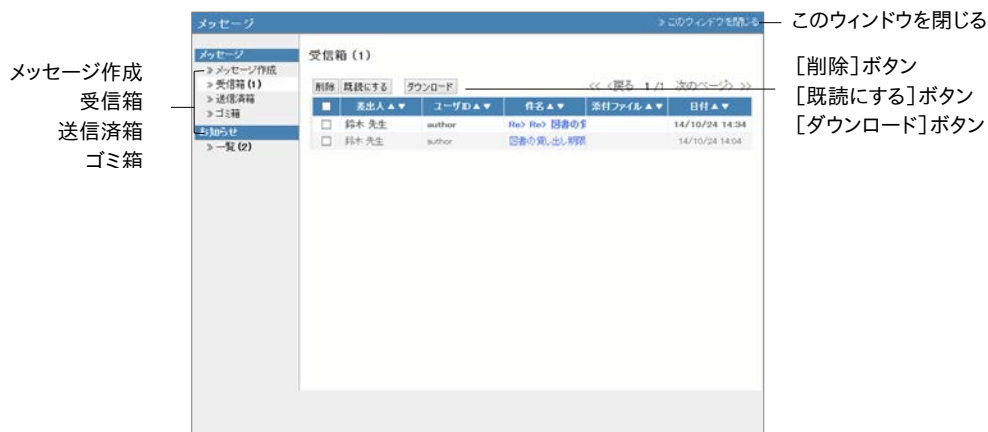 メッセージ
» このウィンドウを閉じる
このウィンドウを閉じる
メッセージ作成
受信箱
送信済箱
ゴミ箱
メッセージ
» メッセージ作成
» 受信箱 (1)
» 送信済箱
» ゴミ箱
お知らせ
» 一覧 (2)
受信箱 (1)
削除 既読にする ダウンロード
<< <戻る 1 /1 次のページ> >>
差出人▲▼ ユーザID▲▼ 件名▲▼ 添付ファイル▲▼ 日付▲▼
鈴木 先生 author Re> Re> 図書の 14/10/24 14:34
鈴木 先生 author 図書の貸し出し期限 14/10/24 14:04
[削除]ボタン
[既読にする]ボタン
[ダウンロード]ボタン